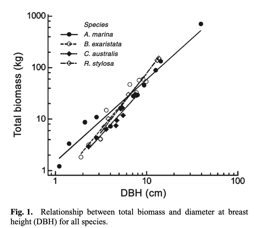 Species
A. marina
B. exaristata
C. australis
R. stylosa
Total biomass (kg)
1000
100
10
1
1
10
100
DBH (cm)
Fig. 1. Relationship between total biomass and diameter at breast
height (DBH) for all species.